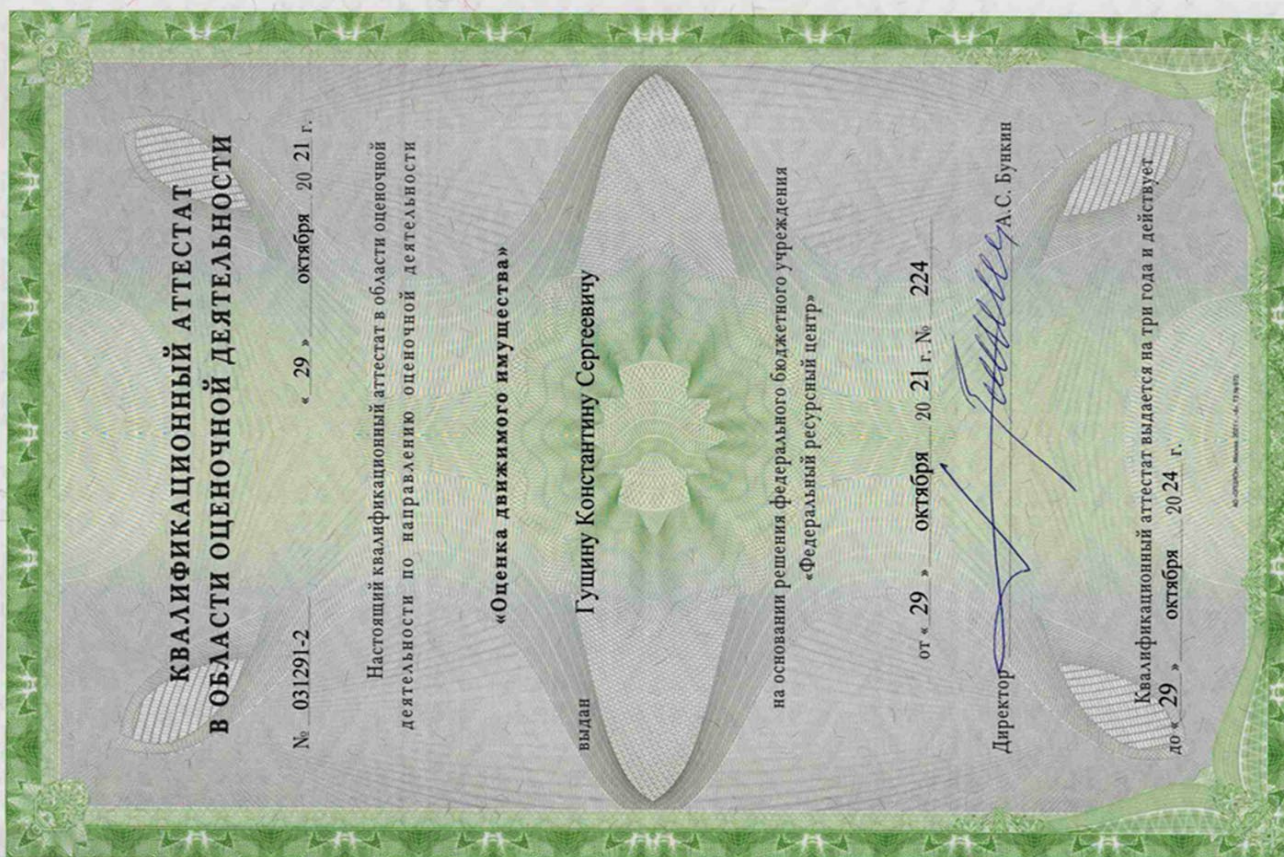 КВАЛИФИКАЦИОННЫЙ АТТЕСТАТ
В ОБЛАСТИ ОЦЕНОЧНОЙ ДЕЯТЕЛЬНОСТИ
№ 031291-2 « 29 » октября 20 21 г.
Настоящий квалификационный аттестат в области оценочной
деятельности по направлению оценочной деятельности
«Оценка движимого имущества»
выдан Гущину Константину Сергеевичу
на основании решения федерального бюджетного учреждения
«Федеральный ресурсный центр»
от « 29 » октября 20 21 г. № 224
Директор А.С. Бункин
Квалификационный аттестат выдается на три года и действует
до « 29 » октября 20 24 г.